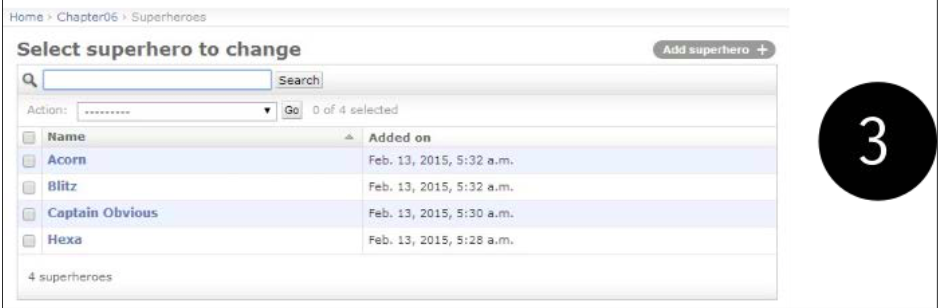 Home › Chapter06 › Superheroes
Select superhero to change
Add superhero +
Search
Action: --------- Go 0 of 4 selected
Name Added on
Acorn Feb. 13, 2015, 5:32 a.m.
Blitz Feb. 13, 2015, 5:32 a.m.
Captain Obvious Feb. 13, 2015, 5:30 a.m.
Hexa Feb. 13, 2015, 5:28 a.m.
4 superheroes
3